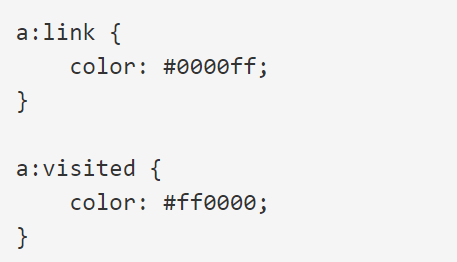 a:link {
    color: #0000ff;
}

a:visited {
    color: #ff0000;
}